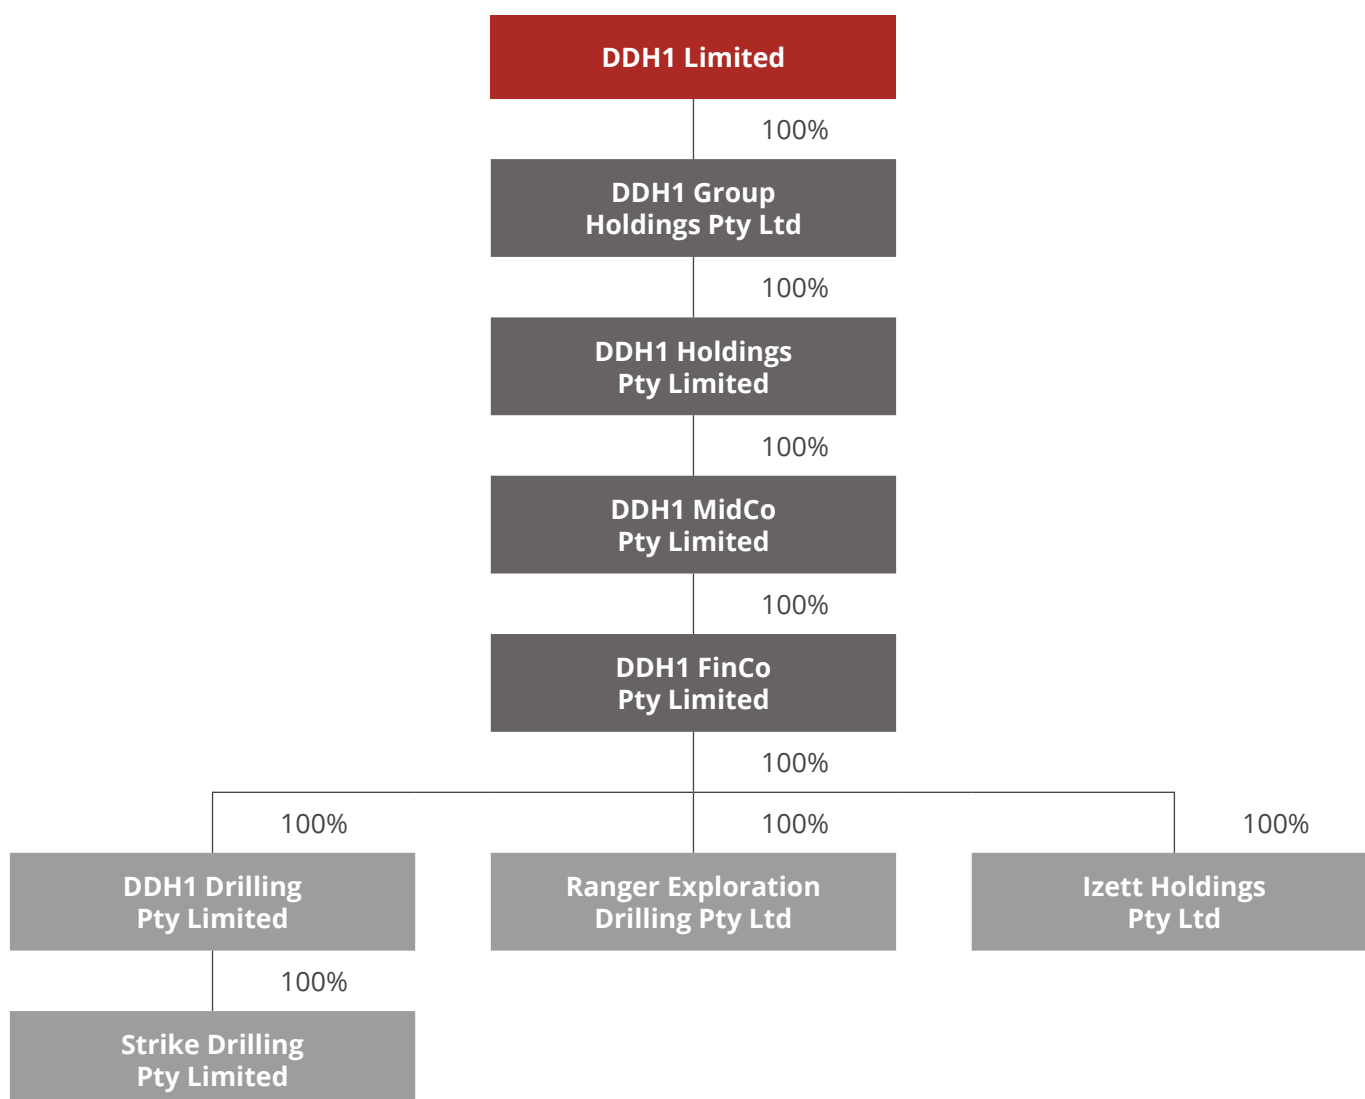 DDH1 Limited
100%
DDH1 Group
Holdings Pty Ltd
100%
DDH1 Holdings
Pty Limited
100%
DDH1 MidCo
Pty Limited
100%
DDH1 FinCo
Pty Limited
100%
100%
100%
100%
DDH1 Drilling
Pty Limited
Ranger Exploration
Drilling Pty Ltd
Izett Holdings
Pty Ltd
100%
Strike Drilling
Pty Limited